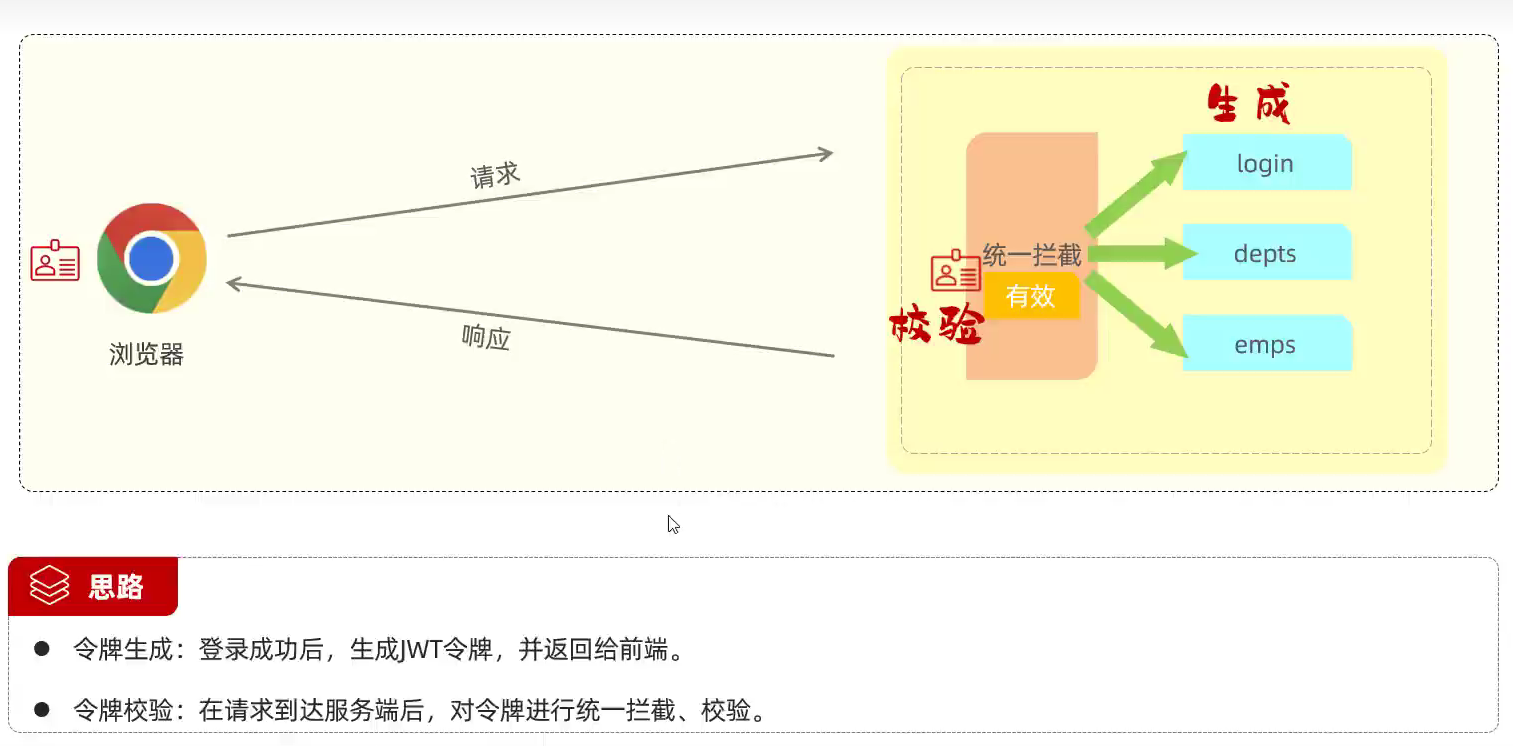 生成
login
请求
统一拦截
depts
有效
校验
响应
emps
浏览器
思路
令牌生成：登录成功后，生成JWT令牌，并返回给前端。
令牌校验：在请求到达服务端后，对令牌进行统一拦截、校验。